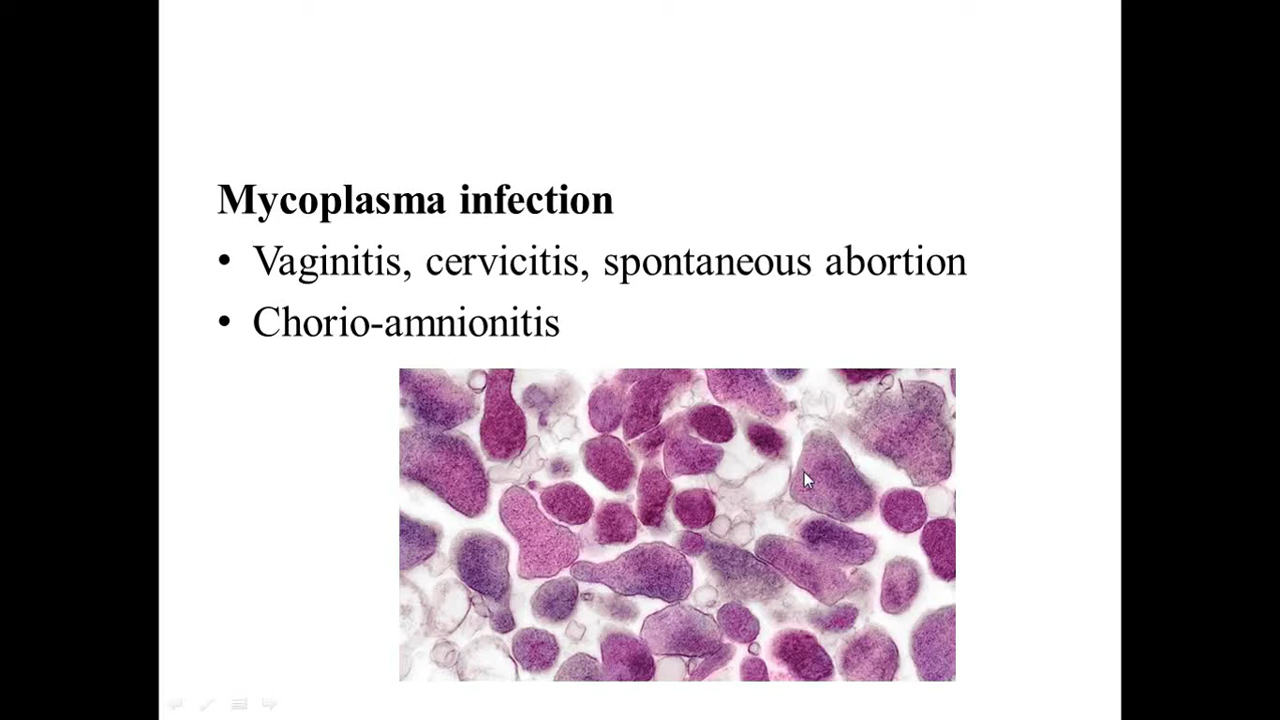 Mycoplasma infection
• Vaginitis, cervicitis, spontaneous abortion
• Chorio-amnionitis